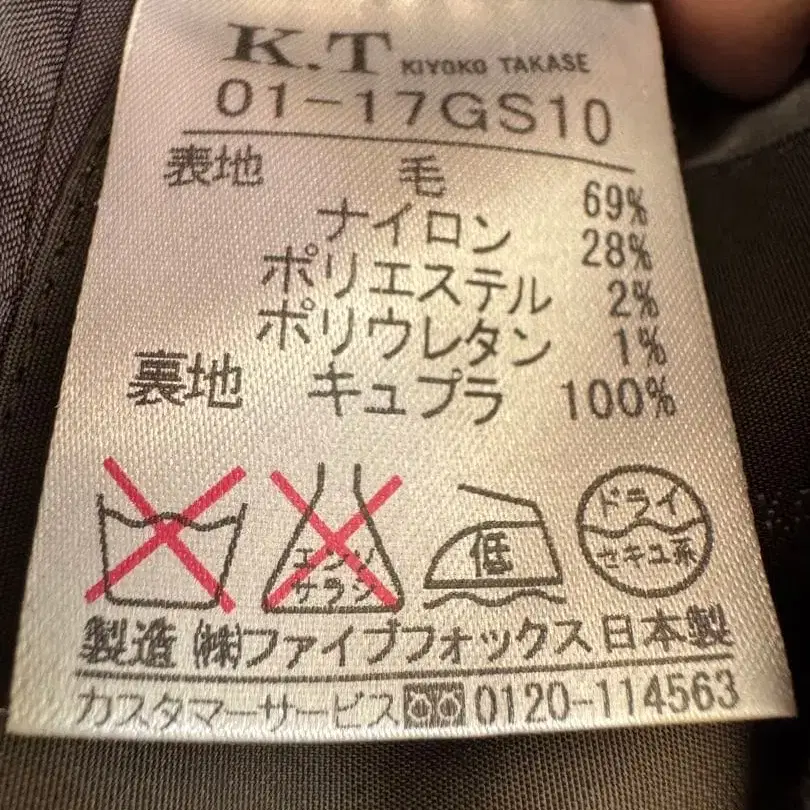 K.T KIYOKO TAKASE
01-17GS10
表地 毛 69%
ナイロン 28%
ポリエステル 2%
ポリウレタン 1%
裏地 キュプラ 100%
エンソサラシ
低
ドライ
セキユ系
製造 ㈱ファイブフォックス 日本製
カスタマーサービス 0120-114563